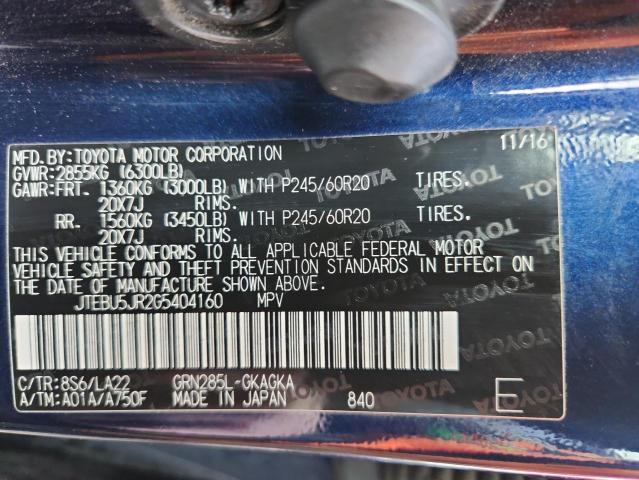 MFD.BY:TOYOTA MOTOR CORPORATION 11/16
GVWR:2855KG (6300LB)
GAWR:FRT. 1360KG (3000LB) WITH P245/60R20 TIRES.
20X7J RIMS.
RR. 1560KG (3450LB) WITH P245/60R20 TIRES.
20X7J RIMS.
THIS VEHICLE CONFORMS TO ALL APPLICABLE FEDERAL MOTOR
VEHICLE SAFETY AND THEFT PREVENTION STANDARDS IN EFFECT ON
THE DATE OF MANUFACTURE SHOWN ABOVE.
JTEBU5JR2G5404160 MPV
C/TR:8S6/LA22 GRN285L-GKAGKA
A/TM:A01A/A750F MADE IN JAPAN 840 E